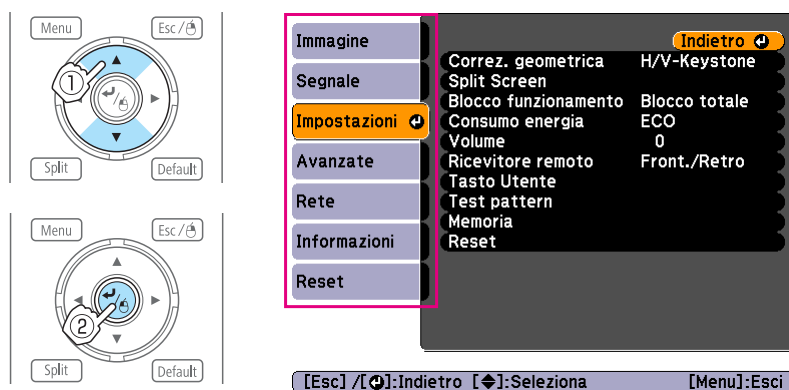 Menu
Esc/
1
Split
Default
Menu
Esc/
2
Split
Default
Immagine
Segnale
Impostazioni
Avanzate
Rete
Informazioni
Reset
Indietro
Correz. geometrica H/V-Keystone
Split Screen
Blocco funzionamento Blocco totale
Consumo energia ECO
Volume 0
Ricevitore remoto Front./Retro
Tasto Utente
Test pattern
Memoria
Reset
[Esc] /[ ]:Indietro [ ]:Seleziona [Menu]:Esci